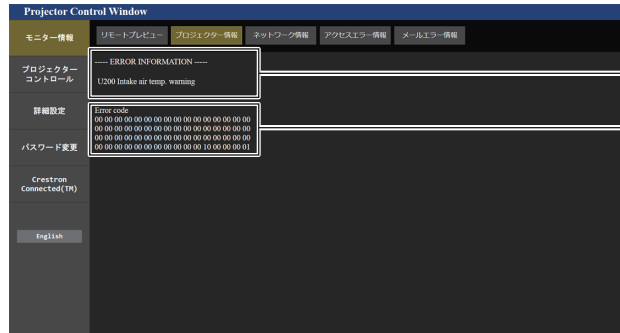 Projector Control Window
モニター情報
リモートプレビュー
プロジェクター情報
ネットワーク情報
アクセスエラー情報
メールエラー情報
プロジェクター
コントロール
詳細設定
パスワード変更
Crestron
Connected(TM)
English
----- ERROR INFORMATION -----
U200 Intake air temp. warning
Error code
00 00 00 00 00 00 00 00 00 00 00 00 00 00 00 00
00 00 00 00 00 00 00 00 00 00 00 00 00 00 00 00
00 00 00 00 00 00 00 00 00 00 00 00 00 00 00 00
00 00 00 00 00 00 00 00 00 00 00 10 00 00 00 01